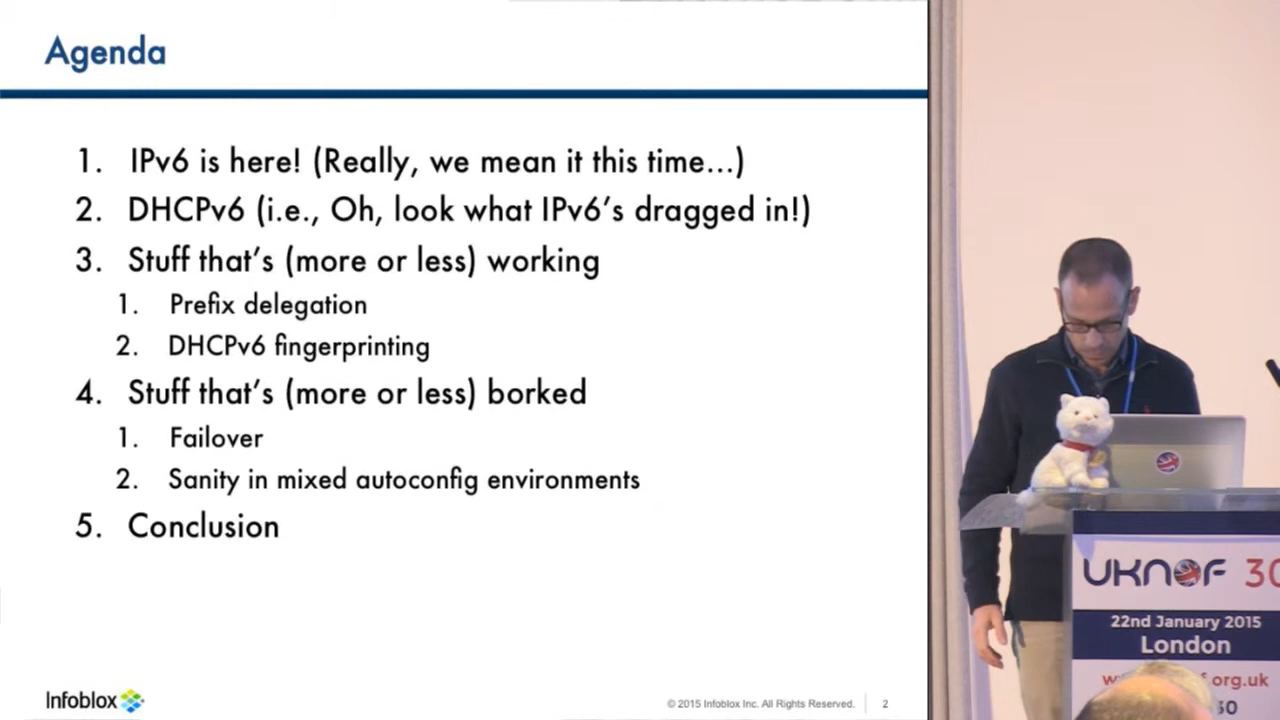 Agenda
1. IPv6 is here! (Really, we mean it this time...)
2. DHCPv6 (i.e., Oh, look what IPv6's dragged in!)
3. Stuff that's (more or less) working
1. Prefix delegation
2. DHCPv6 fingerprinting
4. Stuff that's (more or less) borked
1. Failover
2. Sanity in mixed autoconfig environments
5. Conclusion
Infoblox
© 2015 Infoblox Inc. All Rights Reserved. 2
UKNOF 30
22nd January 2015
London
.org.uk